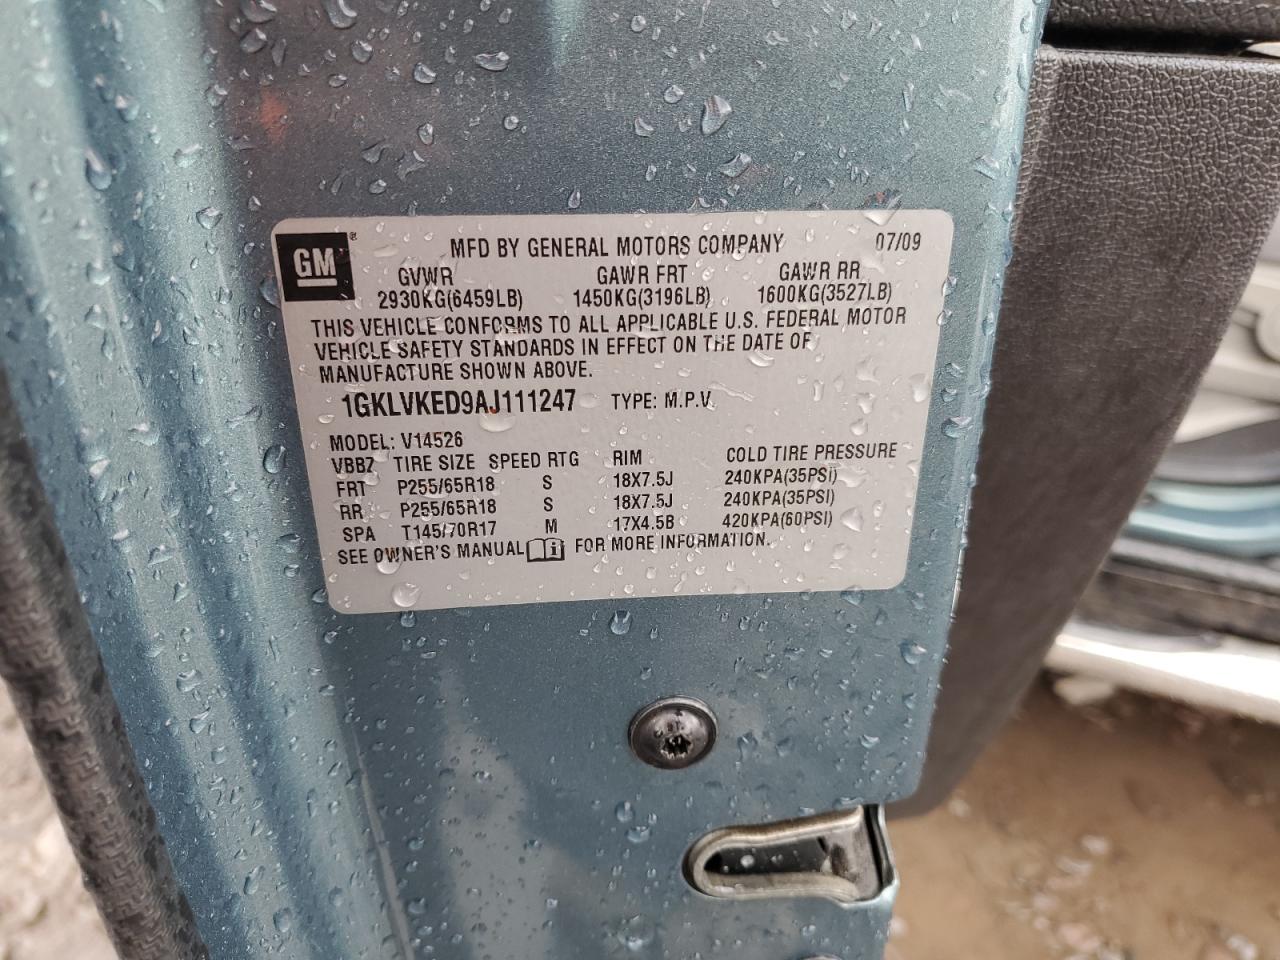 GM® MFD BY GENERAL MOTORS COMPANY 07/09
GVWR GAWR FRT GAWR RR
2930KG(6459LB) 1450KG(3196LB) 1600KG(3527LB)
THIS VEHICLE CONFORMS TO ALL APPLICABLE U.S. FEDERAL MOTOR
VEHICLE SAFETY STANDARDS IN EFFECT ON THE DATE OF
MANUFACTURE SHOWN ABOVE.
1GKLVKED9AJ111247 TYPE: M.P.V.
MODEL: V14526
VBBZ TIRE SIZE SPEED RTG RIM COLD TIRE PRESSURE
FRT P255/65R18 S 18X7.5J 240KPA(35PSI)
RR P255/65R18 S 18X7.5J 240KPA(35PSI)
SPA T145/70R17 M 17X4.5B 420KPA(60PSI)
SEE OWNER'S MANUAL i FOR MORE INFORMATION.